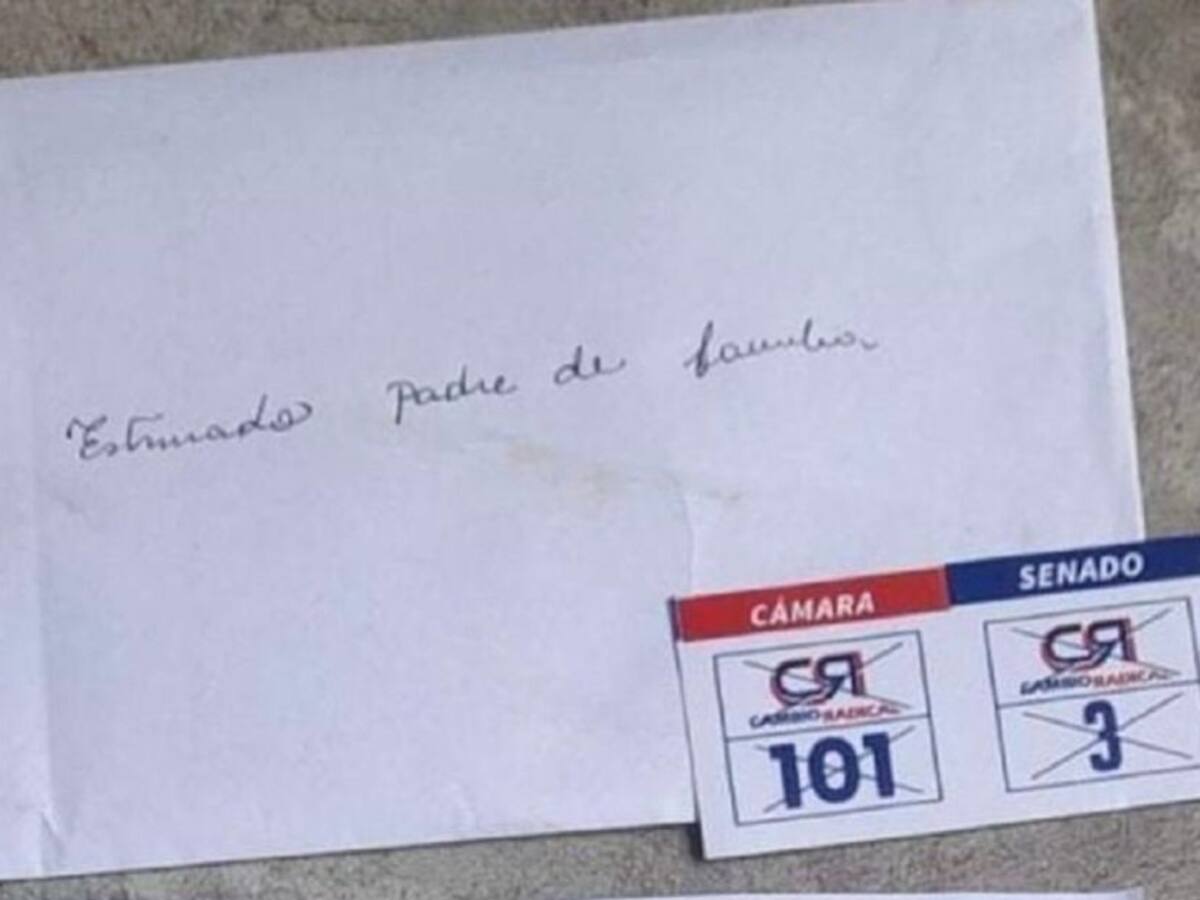 Estimado Padre de familia
CÁMARA SENADO
CR CR
CAMBIO RADICAL CAMBIO RADICAL
101 3